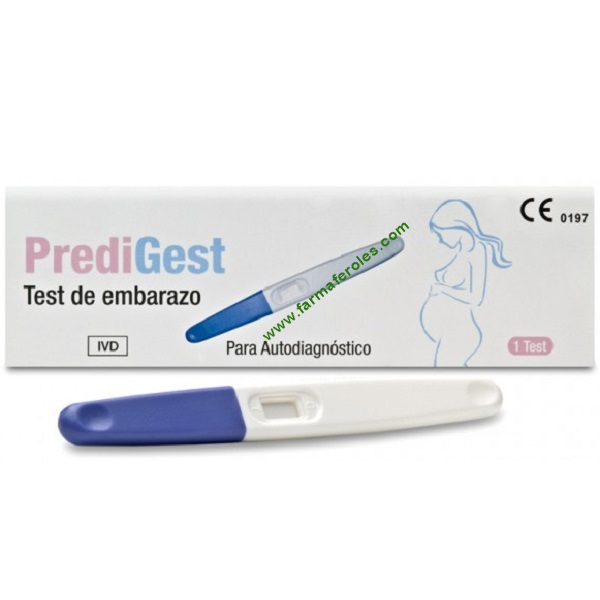 PrediGest
Test de embarazo
IVD
Para Autodiagnóstico
CE 0197
1 Test
www.farmaferoles.com